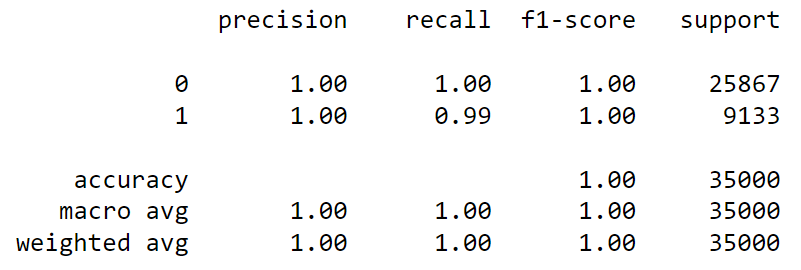 precision recall f1-score support
0 1.00 1.00 1.00 25867
1 1.00 0.99 1.00 9133
accuracy 1.00 35000
macro avg 1.00 1.00 1.00 35000
weighted avg 1.00 1.00 1.00 35000